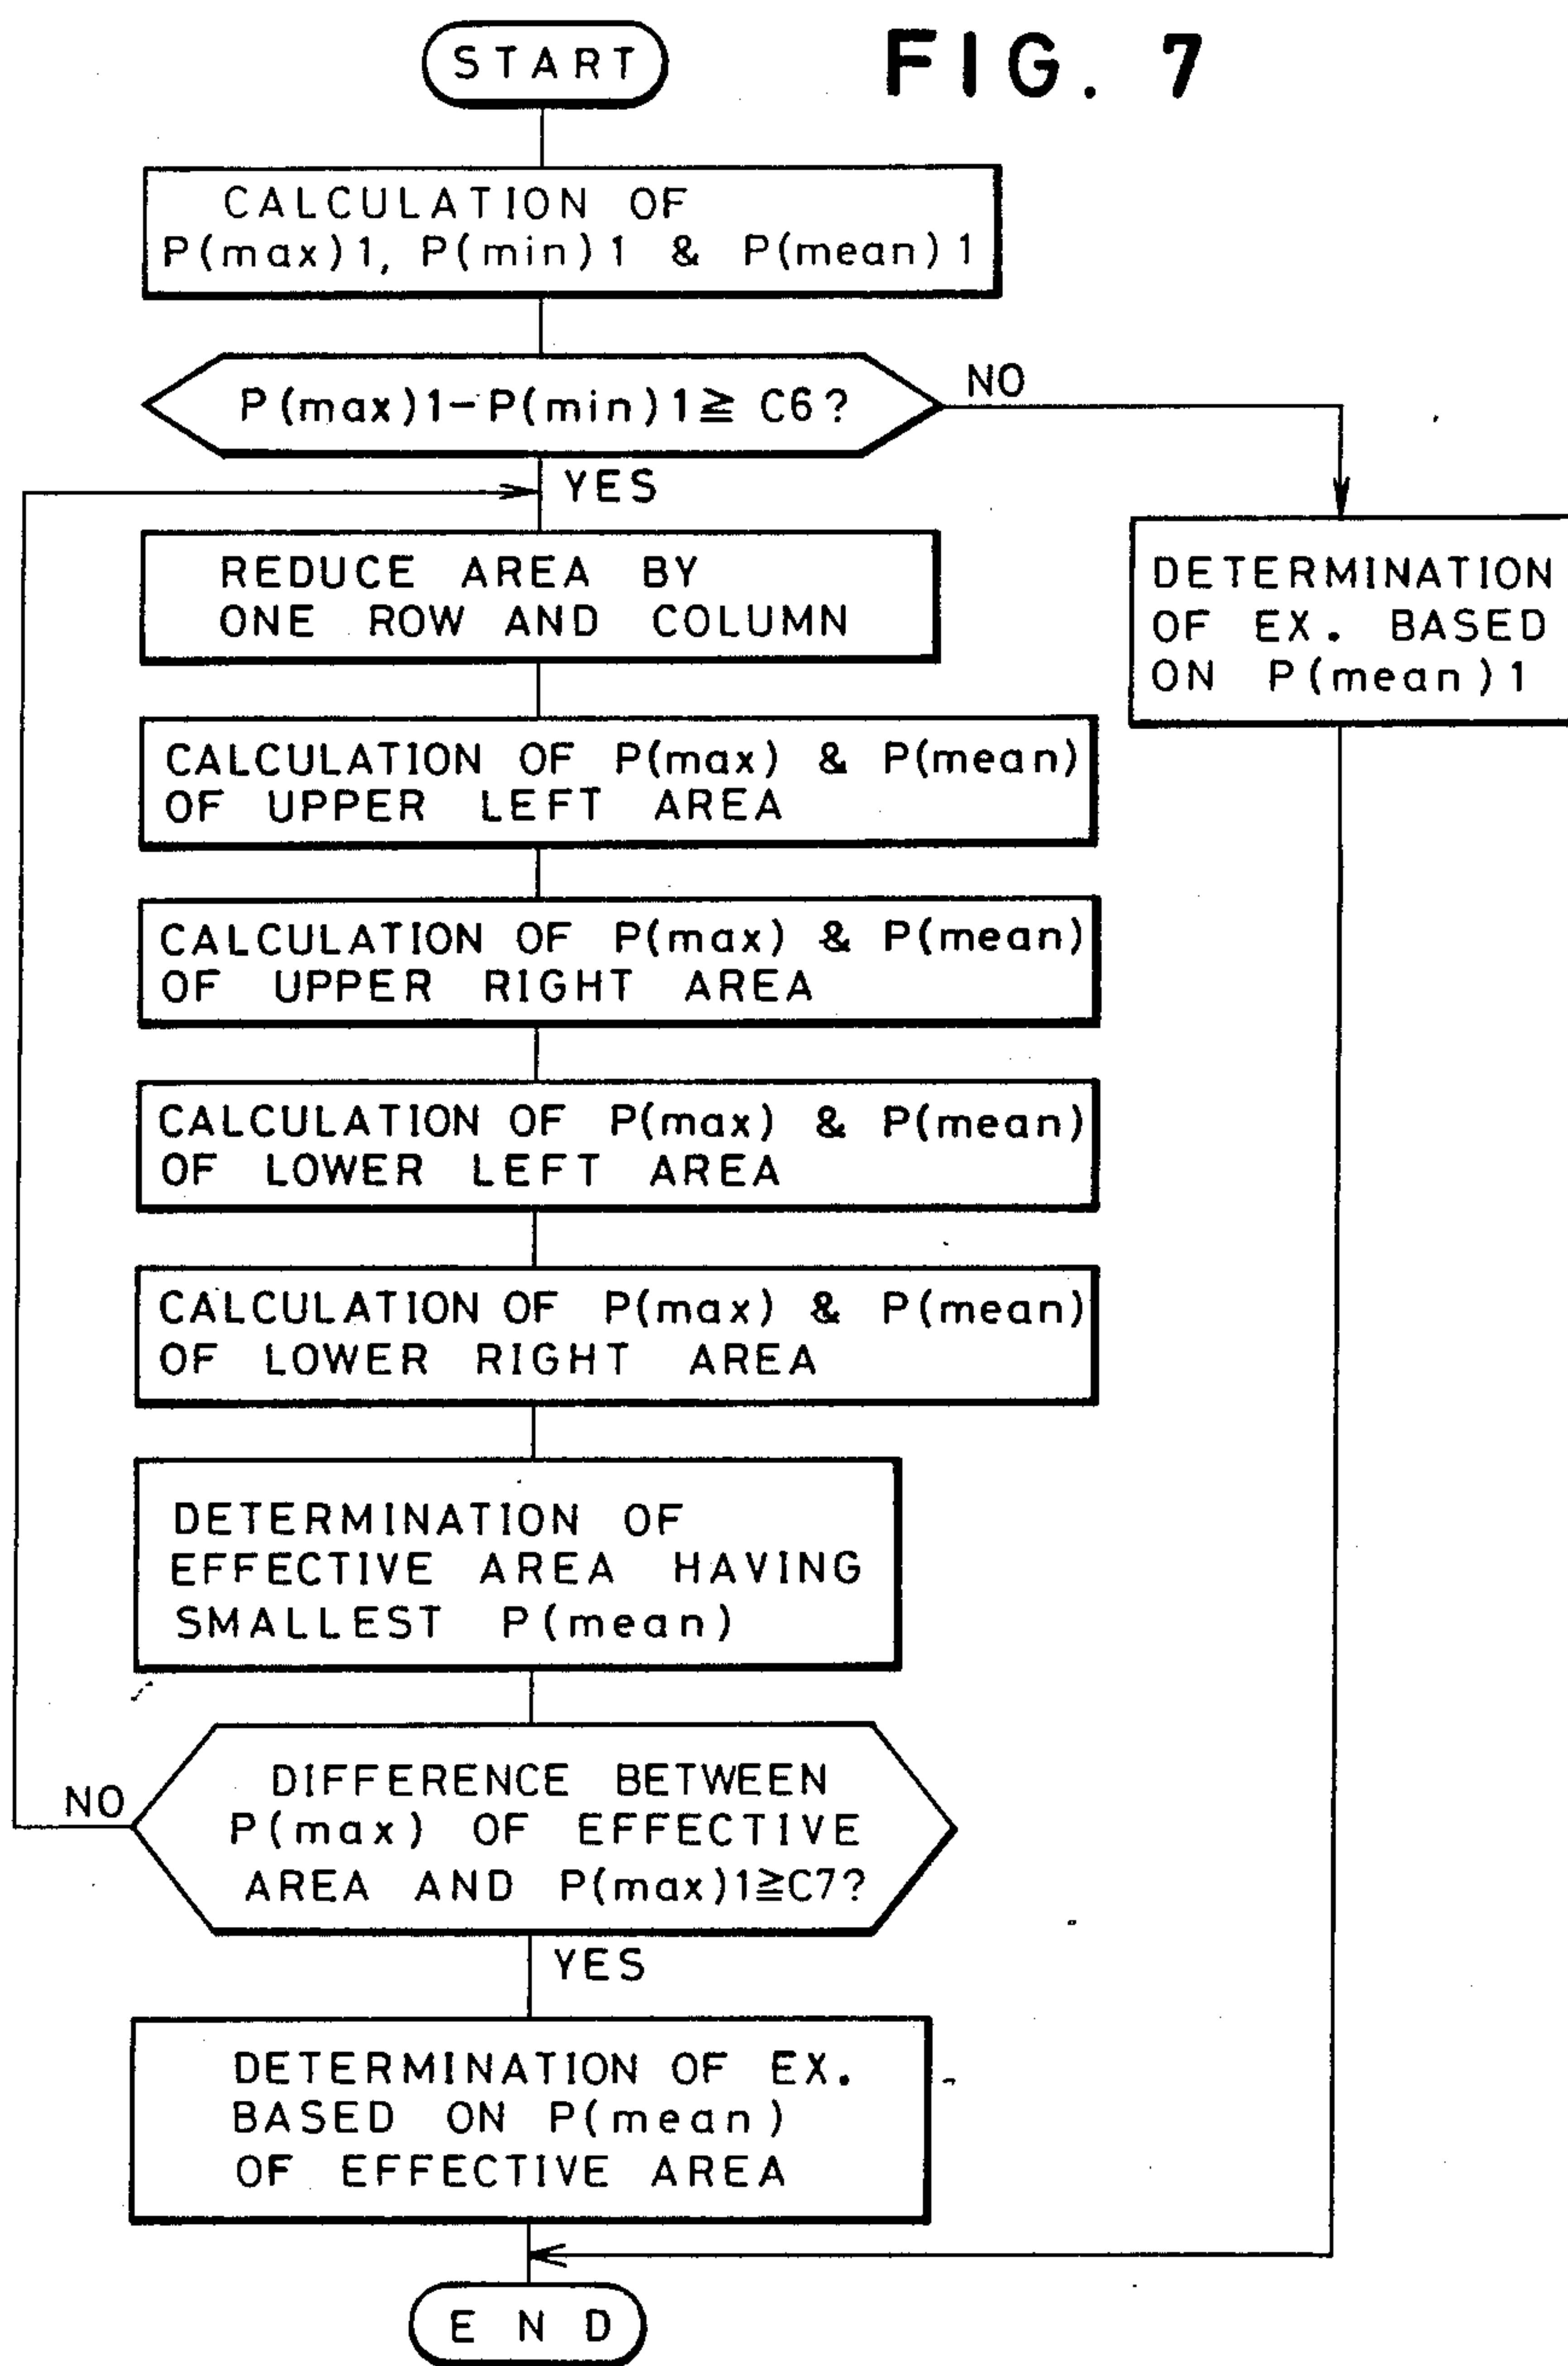 START
FIG. 7
CALCULATION OF
P(max)1, P(min)1 & P(mean)1
P(max)1-P(min)1≧ C6?
NO
YES
REDUCE AREA BY
ONE ROW AND COLUMN
DETERMINATION
OF EX. BASED
ON P(mean)1
CALCULATION OF P(max) & P(mean)
OF UPPER LEFT AREA
CALCULATION OF P(max) & P(mean)
OF UPPER RIGHT AREA
CALCULATION OF P(max) & P(mean)
OF LOWER LEFT AREA
CALCULATION OF P(max) & P(mean)
OF LOWER RIGHT AREA
DETERMINATION OF
EFFECTIVE AREA HAVING
SMALLEST P(mean)
DIFFERENCE BETWEEN
P(max) OF EFFECTIVE
AREA AND P(max)1≧C7?
NO
YES
DETERMINATION OF EX.
BASED ON P(mean)
OF EFFECTIVE AREA
END